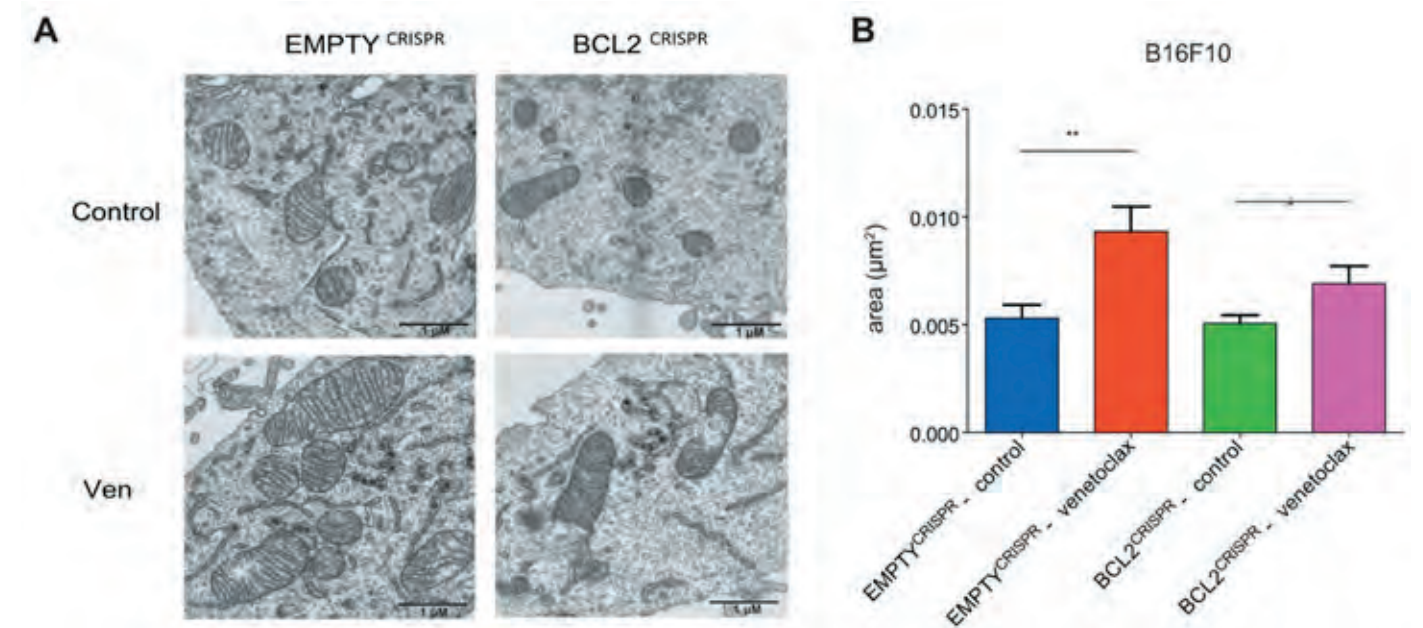 A
EMPTY CRISPR
BCL2 CRISPR
Control
1 µM
1 µM
Ven
1 µM
1 µM
B
B16F10
area (µm²)
0.015
0.010
0.005
0.000
**
*
EMPTYCRISPR - control
EMPTYCRISPR - venetoclax
BCL2CRISPR - control
BCL2CRISPR - venetoclax